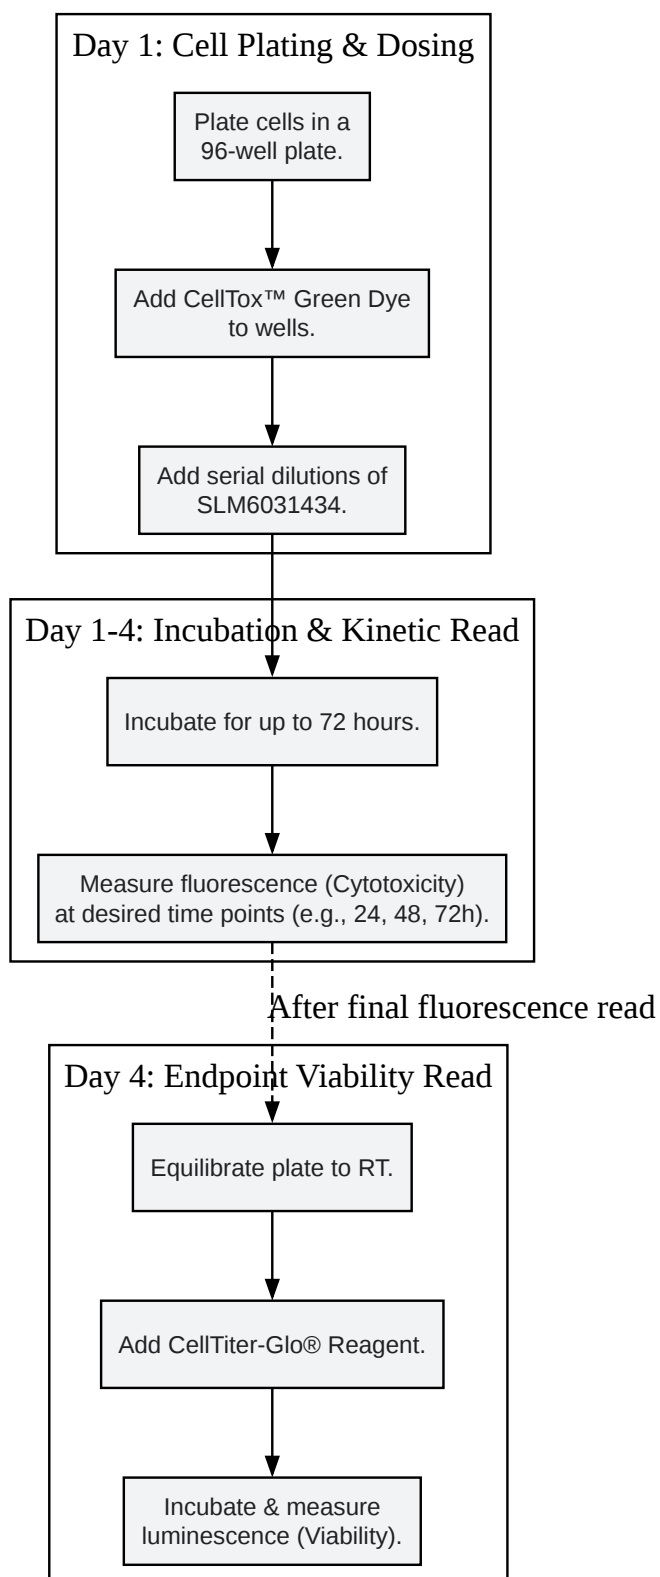 Day 1: Cell Plating & Dosing
Plate cells in a
96-well plate.
Add CellTox™ Green Dye
to wells.
Add serial dilutions of
SLM6031434.
Day 1-4: Incubation & Kinetic Read
Incubate for up to 72 hours.
Measure fluorescence (Cytotoxicity)
at desired time points (e.g., 24, 48, 72h).
After final fluorescence read
Day 4: Endpoint Viability Read
Equilibrate plate to RT.
Add CellTiter-Glo® Reagent.
Incubate & measure
luminescence (Viability).